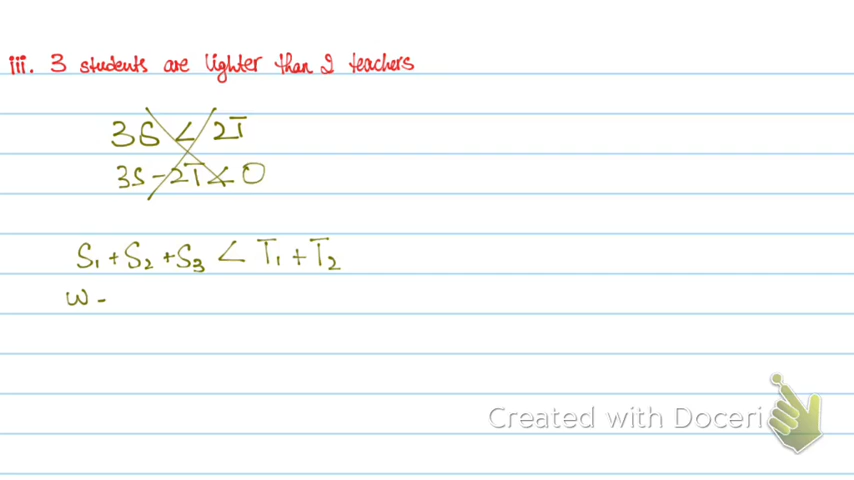 iii. 3 students are lighter than 2 teachers
3S < 2T
3S - 2T < 0
S₁ + S₂ + S₃ < T₁ + T₂
W -
Created with Doceri